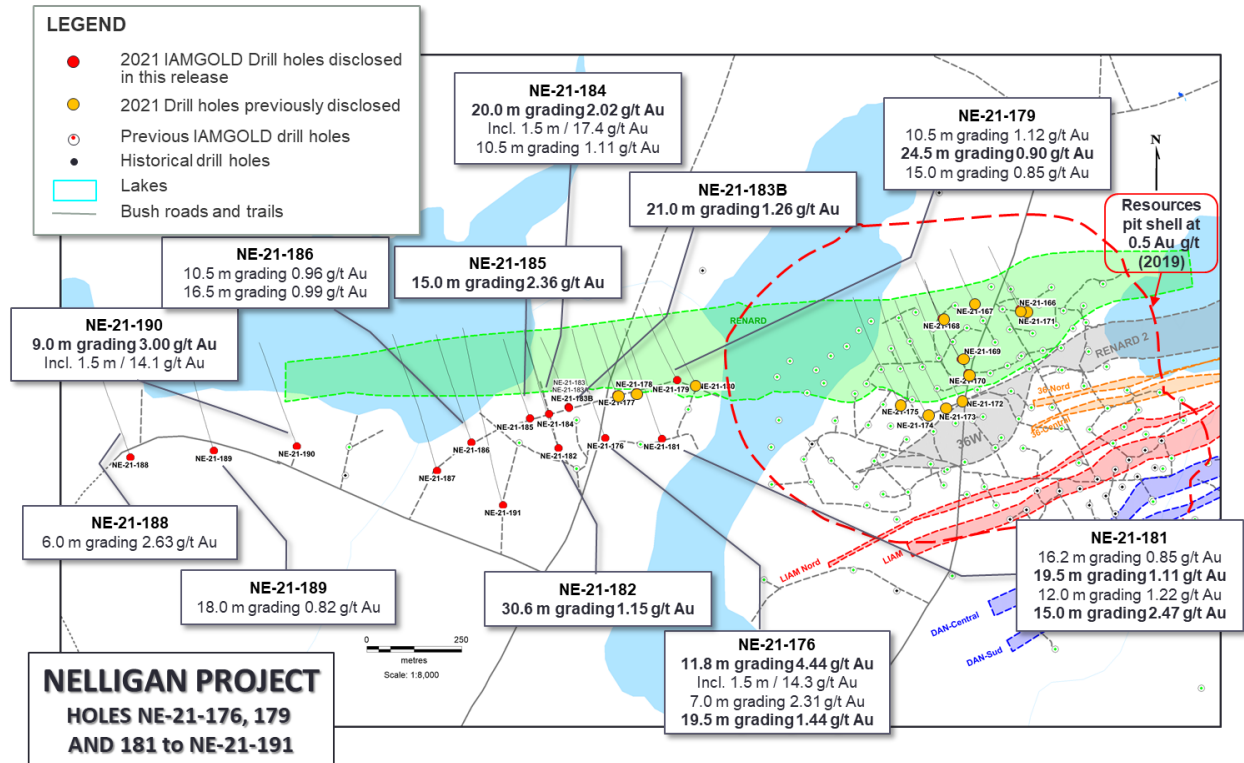 LEGEND
2021 IAMGOLD Drill holes disclosed
in this release
2021 Drill holes previously disclosed
Previous IAMGOLD drill holes
Historical drill holes
Lakes
Bush roads and trails
NE-21-184
20.0 m grading 2.02 g/t Au
Incl. 1.5 m / 17.4 g/t Au
10.5 m grading 1.11 g/t Au
NE-21-179
10.5 m grading 1.12 g/t Au
24.5 m grading 0.90 g/t Au
15.0 m grading 0.85 g/t Au
N
NE-21-183B
21.0 m grading 1.26 g/t Au
Resources
pit shell at
0.5 Au g/t
(2019)
NE-21-186
10.5 m grading 0.96 g/t Au
16.5 m grading 0.99 g/t Au
NE-21-185
15.0 m grading 2.36 g/t Au
NE-21-190
9.0 m grading 3.00 g/t Au
Incl. 1.5 m / 14.1 g/t Au
RENARD
NE-21-166
NE-21-167
NE-21-171
NE-21-168
RENARD 2
NE-21-169
NE-21-170
36-Nord
36-Central
NE-21-183
NE-21-183A
NE-21-183B
NE-21-178
NE-21-177
NE-21-179
NE-21-180
NE-21-175
NE-21-172
NE-21-173
NE-21-174
36W
NE-21-185
NE-21-184
NE-21-186
NE-21-182
NE-21-176
NE-21-181
NE-21-188
NE-21-189
NE-21-190
NE-21-187
NE-21-191
LIAM Nord
LIAM
DAN-Central
DAN-Sud
NE-21-188
6.0 m grading 2.63 g/t Au
NE-21-189
18.0 m grading 0.82 g/t Au
NE-21-182
30.6 m grading 1.15 g/t Au
NE-21-181
16.2 m grading 0.85 g/t Au
19.5 m grading 1.11 g/t Au
12.0 m grading 1.22 g/t Au
15.0 m grading 2.47 g/t Au
NE-21-176
11.8 m grading 4.44 g/t Au
Incl. 1.5 m / 14.3 g/t Au
7.0 m grading 2.31 g/t Au
19.5 m grading 1.44 g/t Au
0 250
metres
Scale: 1:8,000
NELLIGAN PROJECT
HOLES NE-21-176, 179
AND 181 to NE-21-191